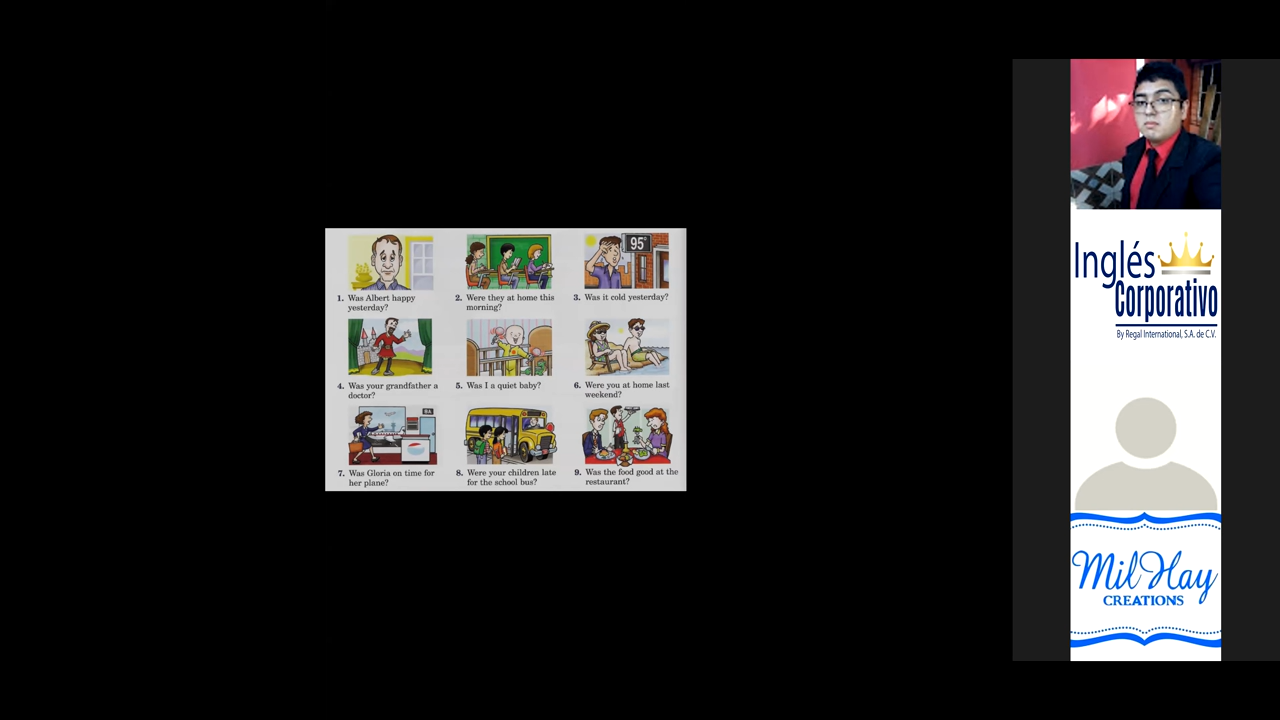 95°
1. Was Albert happy
yesterday?
2. Were they at home this
morning?
3. Was it cold yesterday?
4. Was your grandfather a
doctor?
5. Was I a quiet baby?
6. Were you at home last
weekend?
8A
7. Was Gloria on time for
her plane?
8. Were your children late
for the school bus?
9. Was the food good at the
restaurant?
Inglés
Corporativo
By Regal International, S.A. de C.V.
MilHay
CREATIONS